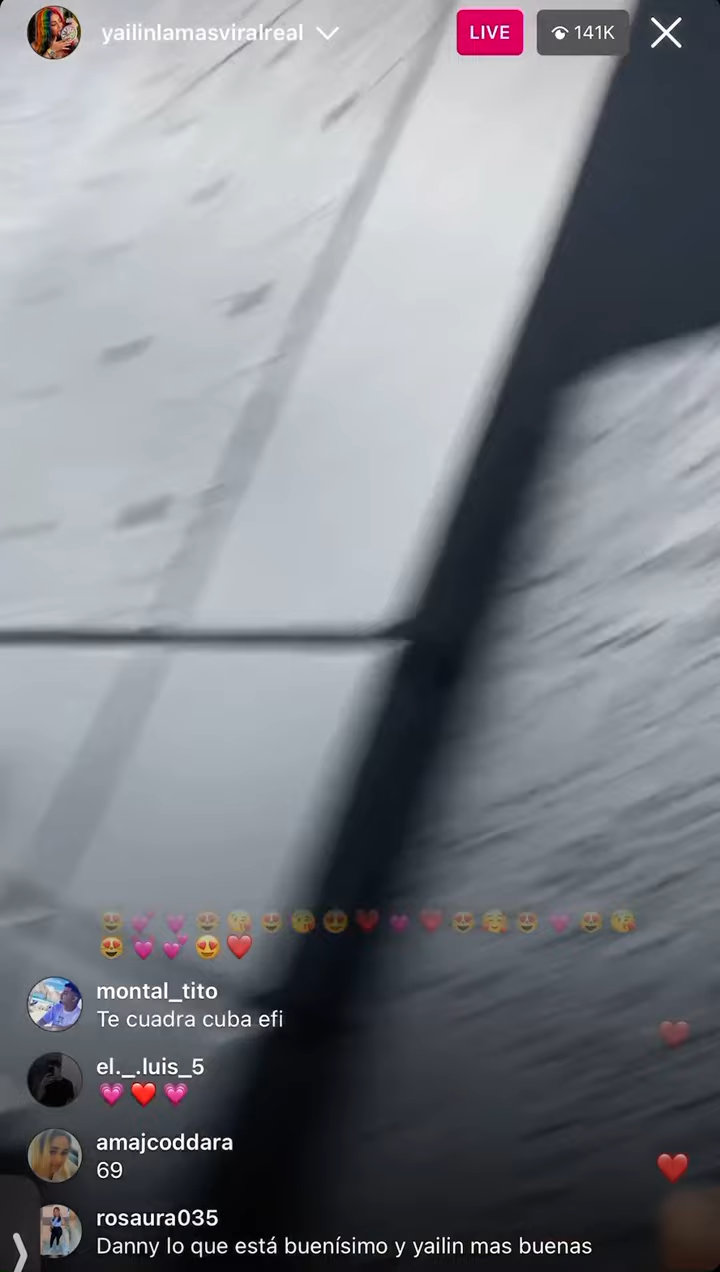 yailinlamasviralreal
LIVE
141K
😍💕💗😍😘😍😘😍❤️💗❤️😍🥰😍💗😍😘
😍💗💕😍❤️
montal_tito
Te cuadra cuba efi
el._.luis_5
💗❤️💗
amajcoddara
69
rosaura035
Danny lo que está buenísimo y yailin mas buenas